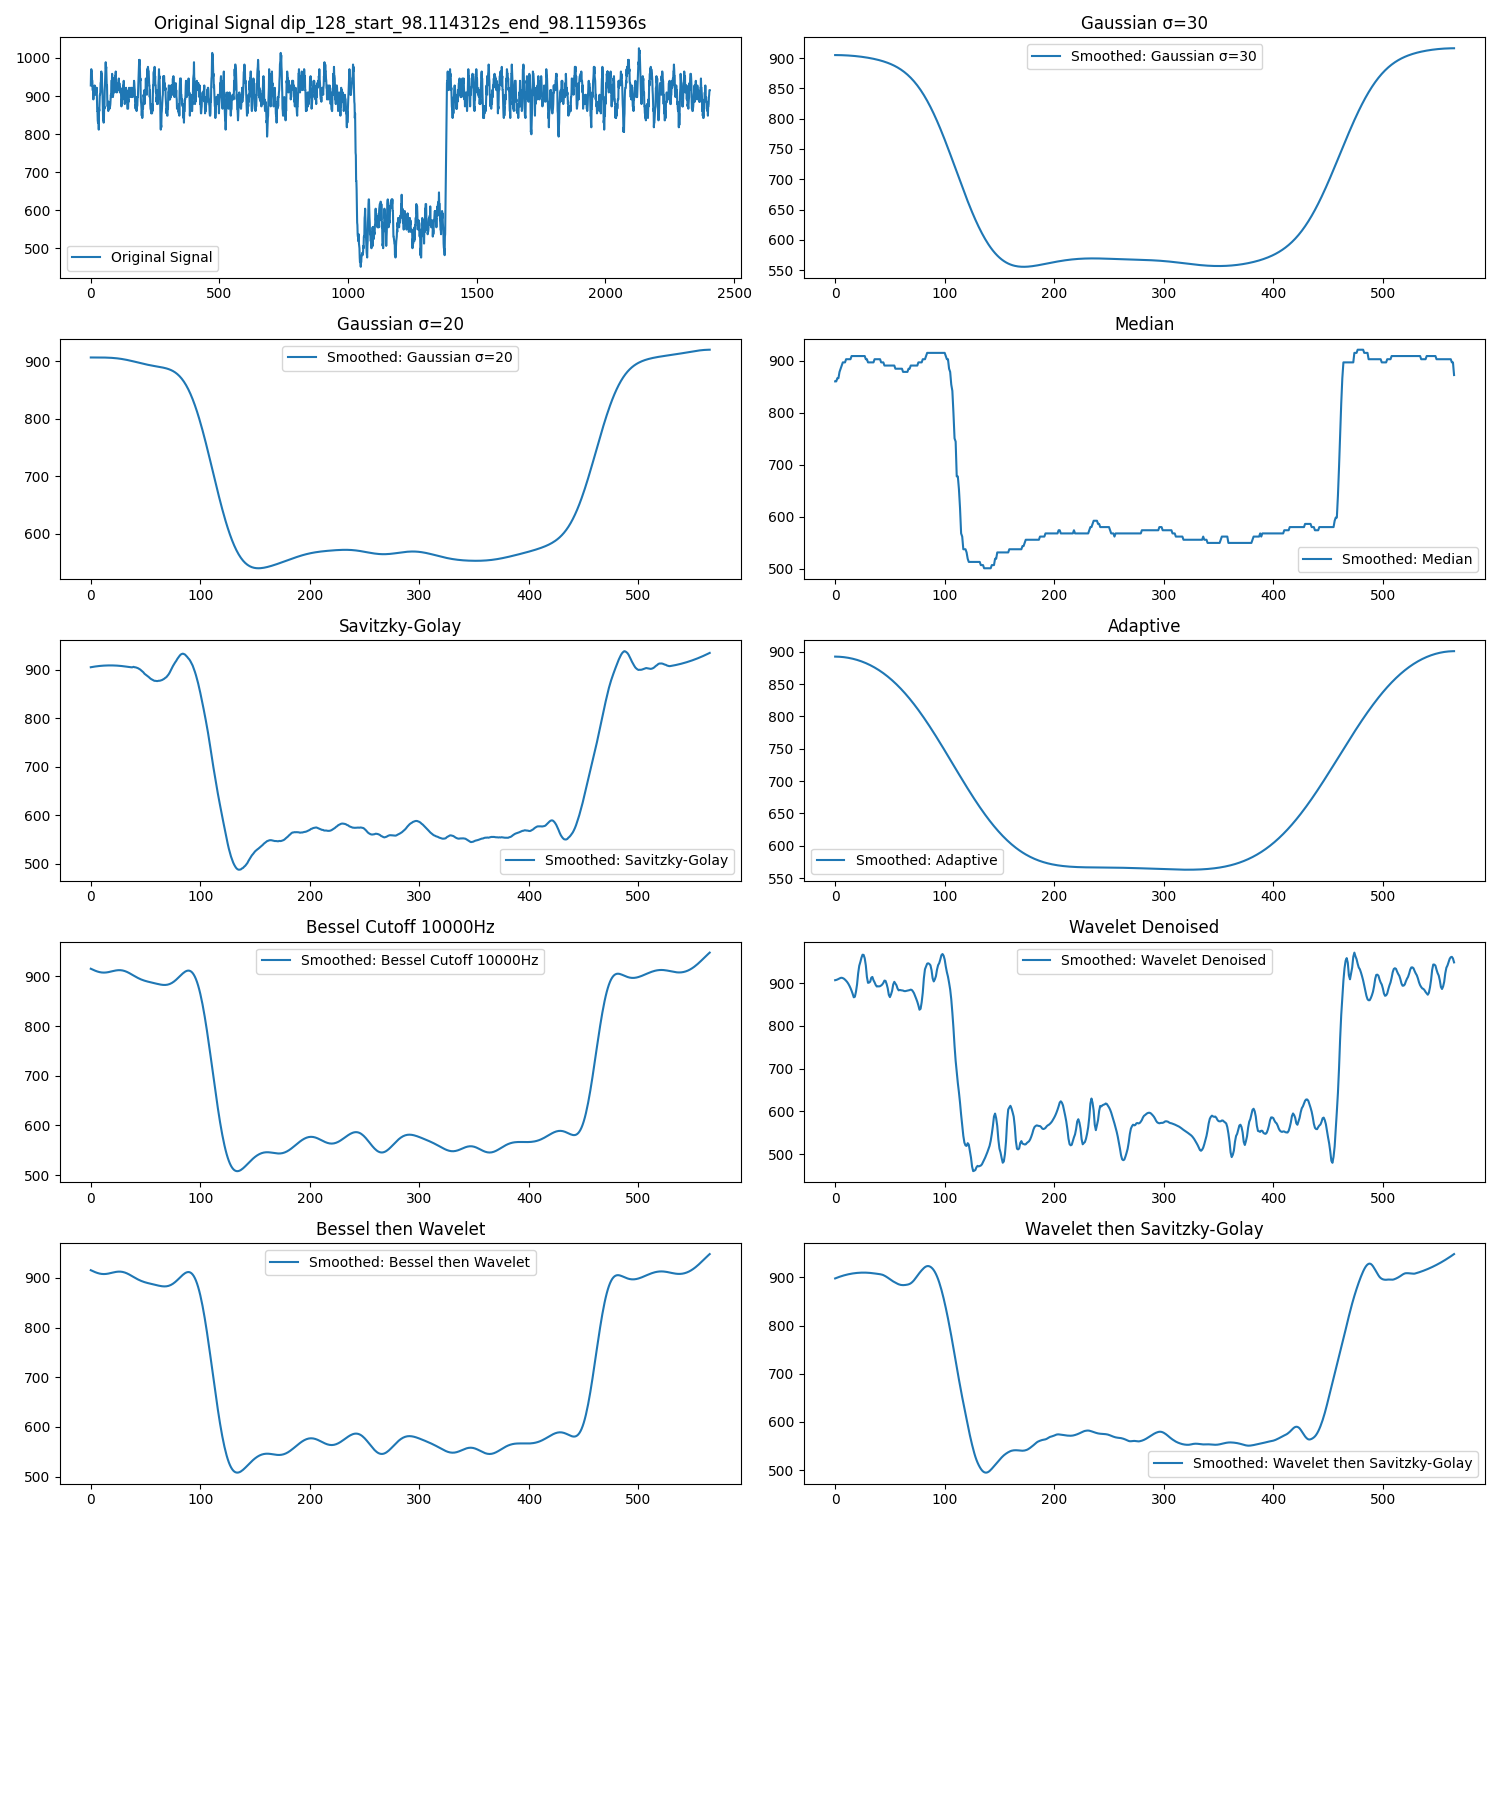 Original Signal dip_128_start_98.114312s_end_98.115936s
1000
900
800
700
600
500
Original Signal
0 500 1000 1500 2000 2500
Gaussian σ=30
Smoothed: Gaussian σ=30
900
850
800
750
700
650
600
550
0 100 200 300 400 500
Gaussian σ=20
Smoothed: Gaussian σ=20
900
800
700
600
0 100 200 300 400 500
Median
900
800
700
600
500
Smoothed: Median
0 100 200 300 400 500
Savitzky-Golay
900
800
700
600
500
Smoothed: Savitzky-Golay
0 100 200 300 400 500
Adaptive
900
850
800
750
700
650
600
550
Smoothed: Adaptive
0 100 200 300 400 500
Bessel Cutoff 10000Hz
Smoothed: Bessel Cutoff 10000Hz
900
800
700
600
500
0 100 200 300 400 500
Wavelet Denoised
Smoothed: Wavelet Denoised
900
800
700
600
500
0 100 200 300 400 500
Bessel then Wavelet
Smoothed: Bessel then Wavelet
900
800
700
600
500
0 100 200 300 400 500
Wavelet then Savitzky-Golay
900
800
700
600
500
Smoothed: Wavelet then Savitzky-Golay
0 100 200 300 400 500